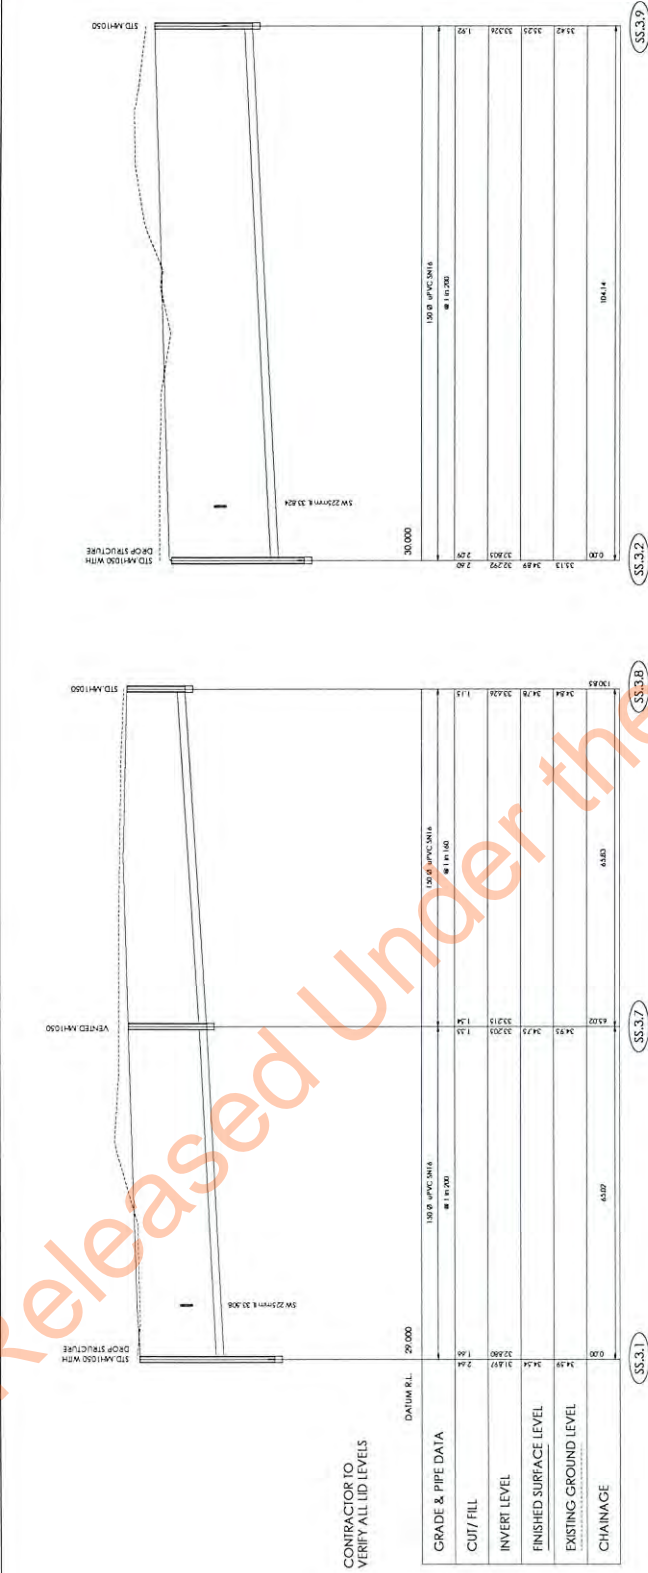 CONTRACTOR TO
VERIFY ALL LID LEVELS
DATUM R.L. 29.000
GRADE & PIPE DATA
CUT/ FILL
INVERT LEVEL
FINISHED SURFACE LEVEL
EXISTING GROUND LEVEL
CHAINAGE
STD.MH1050 WITH
DROP STRUCTURE
VENTED.MH1050
STD.MH1050
SW 225mm IL 33.508
150 Ø uPVC SN16
@ 1 in 200
150 Ø uPVC SN16
@ 1 in 160
2.64 1.66 1.55 1.54 1.15
31.897 32.880 33.205 33.215 33.626
34.54 34.75 34.78
34.59 34.95 34.84
0.00 65.02 65.02 65.83 130.85
SS.3.1
SS.3.7
SS.3.8
STD.MH1050 WITH
DROP STRUCTURE
STD.MH1050
SW 225mm IL 33.824
30.000
150 Ø uPVC SN16
@ 1 in 200
2.60 2.09 1.92
32.292 32.805 33.326
34.89 35.25
35.13 35.42
0.00 104.14
SS.3.2
SS.3.9
Released Under the